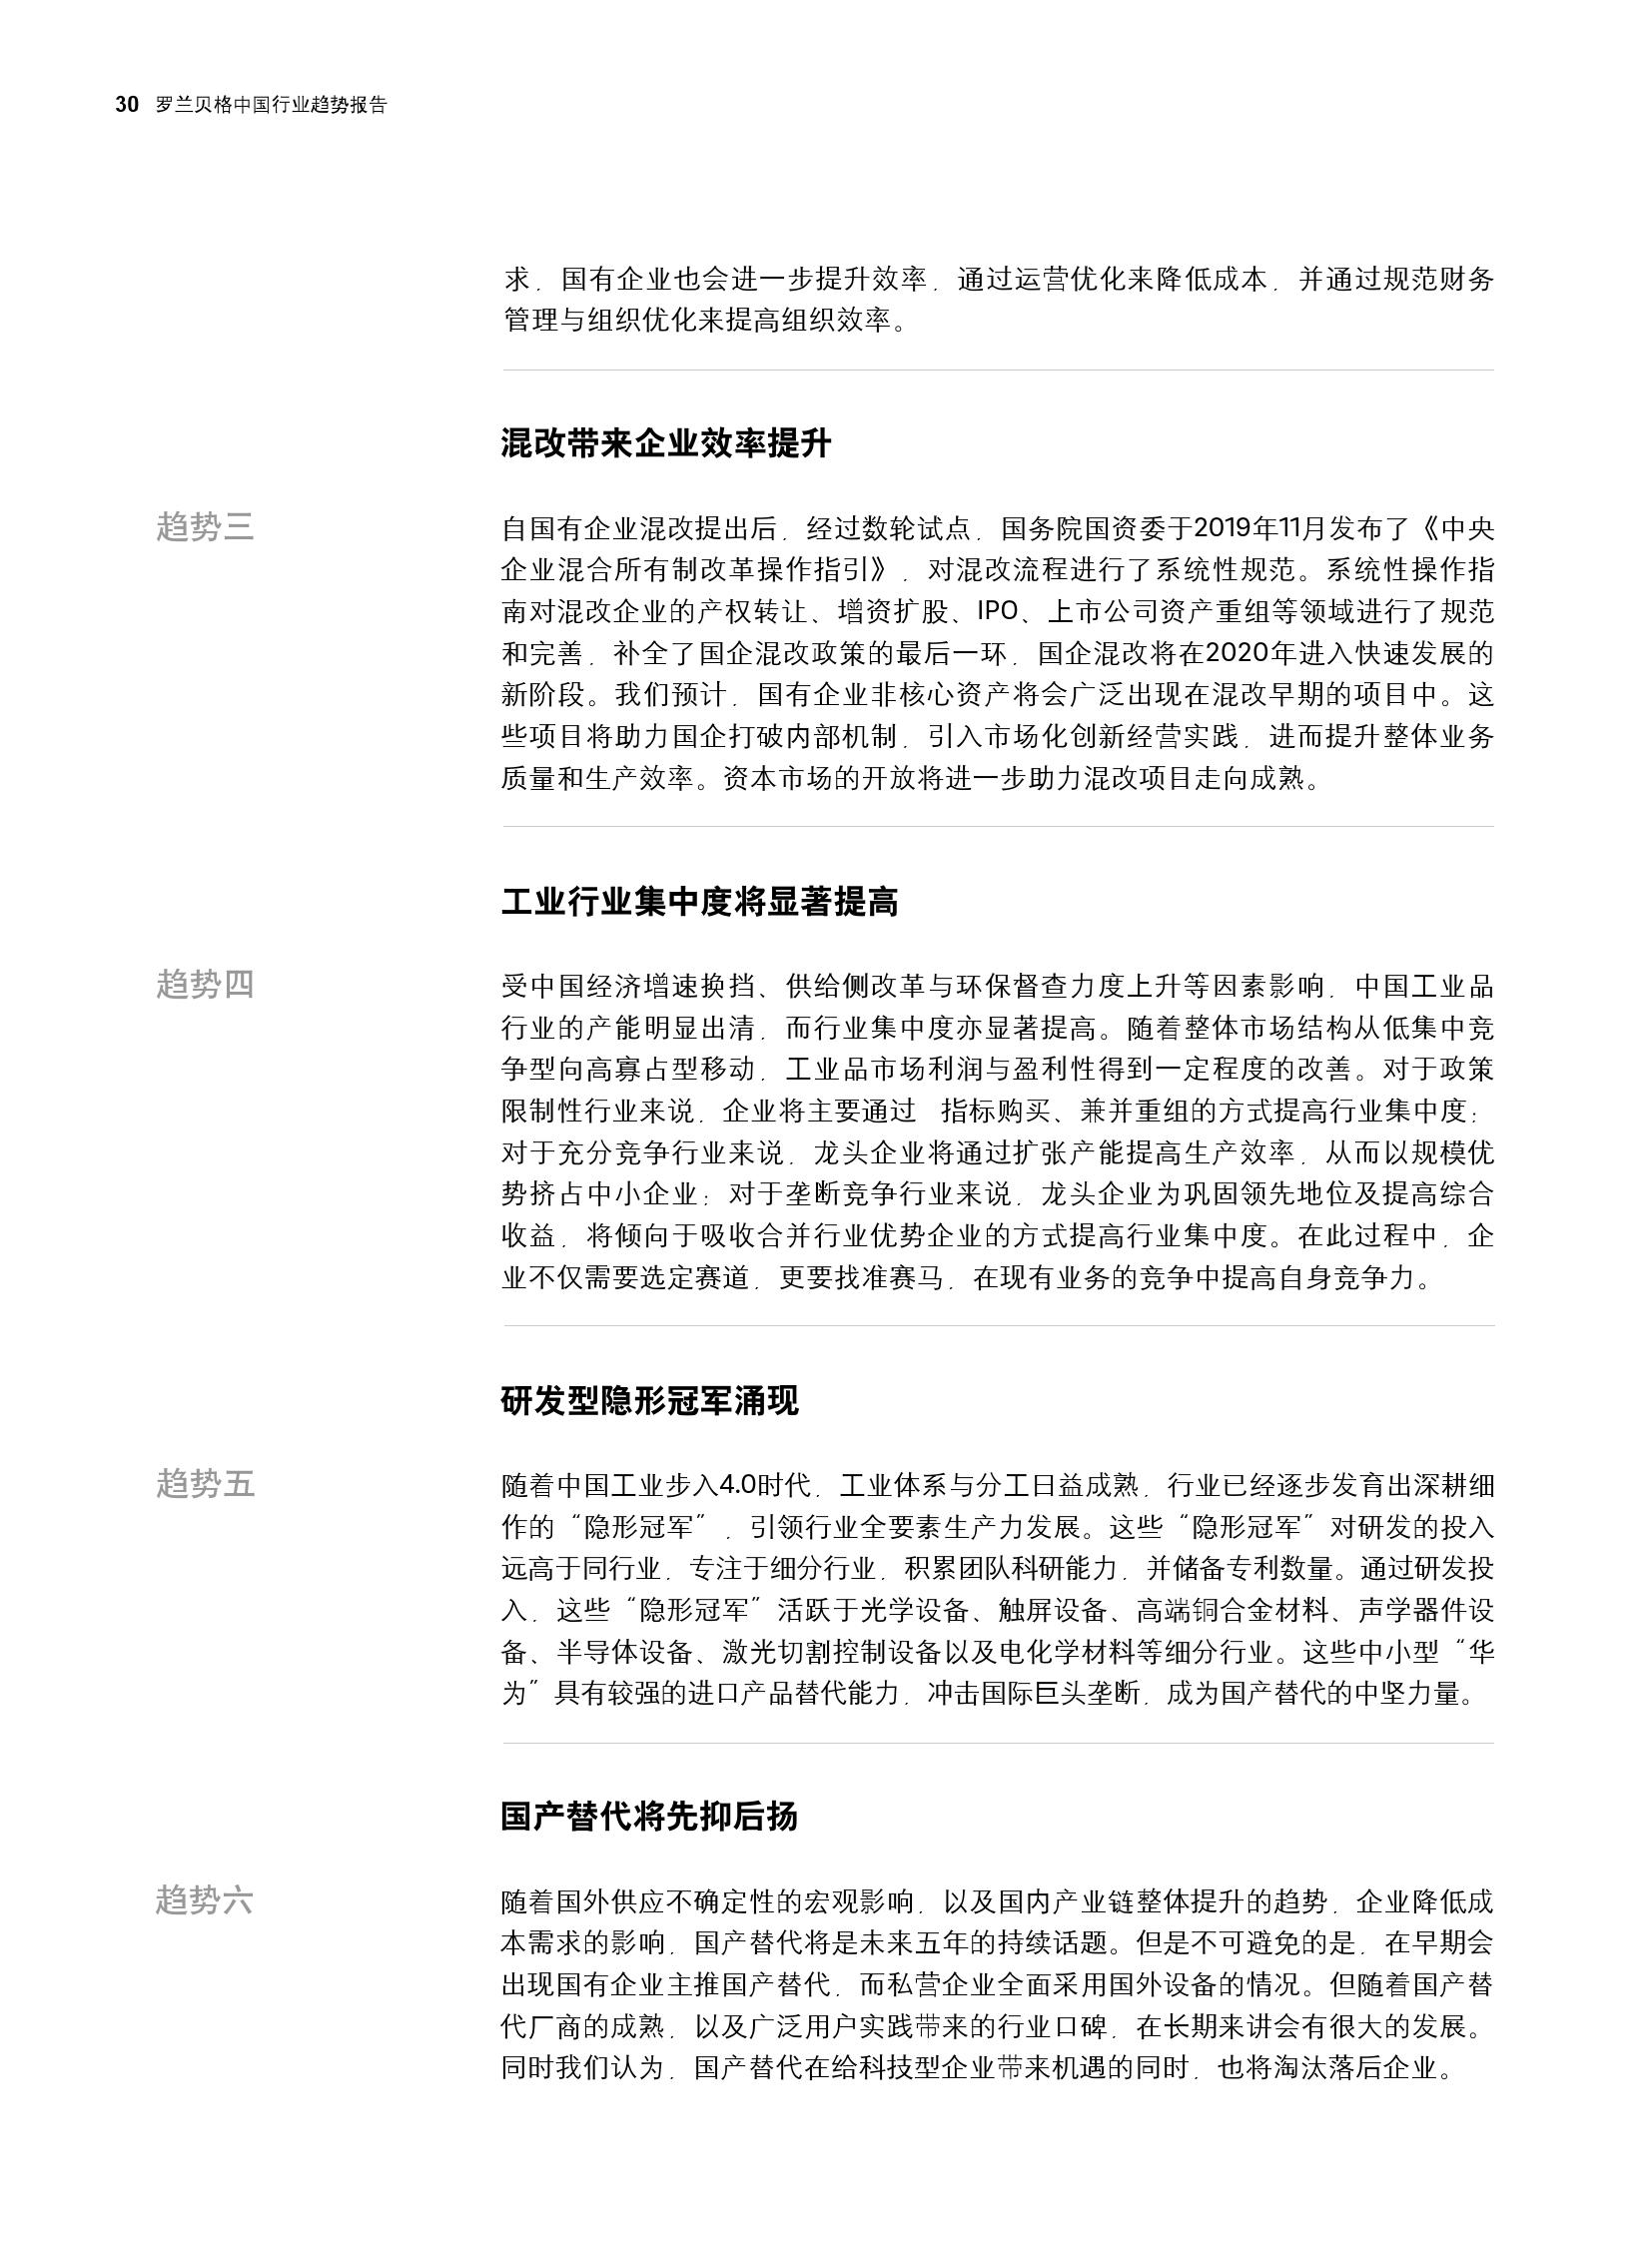 30 罗兰贝格中国行业趋势报告
求，国有企业也会进一步提升效率，通过运营优化来降低成本，并通过规范财务
管理与组织优化来提高组织效率。
混改带来企业效率提升
趋势三
自国有企业混改提出后，经过数轮试点，国务院国资委于2019年11月发布了《中央
企业混合所有制改革操作指引》，对混改流程进行了系统性规范。系统性操作指
南对混改企业的产权转让、增资扩股、IPO、上市公司资产重组等领域进行了规范
和完善，补全了国企混改政策的最后一环，国企混改将在2020年进入快速发展的
新阶段。我们预计，国有企业非核心资产将会广泛出现在混改早期的项目中。这
些项目将助力国企打破内部机制，引入市场化创新经营实践，进而提升整体业务
质量和生产效率。资本市场的开放将进一步助力混改项目走向成熟。
工业行业集中度将显著提高
趋势四
受中国经济增速换挡、供给侧改革与环保督查力度上升等因素影响，中国工业品
行业的产能明显出清，而行业集中度亦显著提高。随着整体市场结构从低集中竞
争型向高寡占型移动，工业品市场利润与盈利性得到一定程度的改善。对于政策
限制性行业来说，企业将主要通过 指标购买、兼并重组的方式提高行业集中度；
对于充分竞争行业来说，龙头企业将通过扩张产能提高生产效率，从而以规模优
势挤占中小企业；对于垄断竞争行业来说，龙头企业为巩固领先地位及提高综合
收益，将倾向于吸收合并行业优势企业的方式提高行业集中度。在此过程中，企
业不仅需要选定赛道，更要找准赛马，在现有业务的竞争中提高自身竞争力。
研发型隐形冠军涌现
趋势五
随着中国工业步入4.0时代，工业体系与分工日益成熟，行业已经逐步发育出深耕细
作的“隐形冠军”，引领行业全要素生产力发展。这些“隐形冠军”对研发的投入
远高于同行业，专注于细分行业，积累团队科研能力，并储备专利数量。通过研发投
入，这些“隐形冠军”活跃于光学设备、触屏设备、高端铜合金材料、声学器件设
备、半导体设备、激光切割控制设备以及电化学材料等细分行业。这些中小型“华
为”具有较强的进口产品替代能力，冲击国际巨头垄断，成为国产替代的中坚力量。
国产替代将先抑后扬
趋势六
随着国外供应不确定性的宏观影响，以及国内产业链整体提升的趋势，企业降低成
本需求的影响，国产替代将是未来五年的持续话题。但是不可避免的是，在早期会
出现国有企业主推国产替代，而私营企业全面采用国外设备的情况。但随着国产替
代厂商的成熟，以及广泛用户实践带来的行业口碑，在长期来讲会有很大的发展。
同时我们认为，国产替代在给科技型企业带来机遇的同时，也将淘汰落后企业。